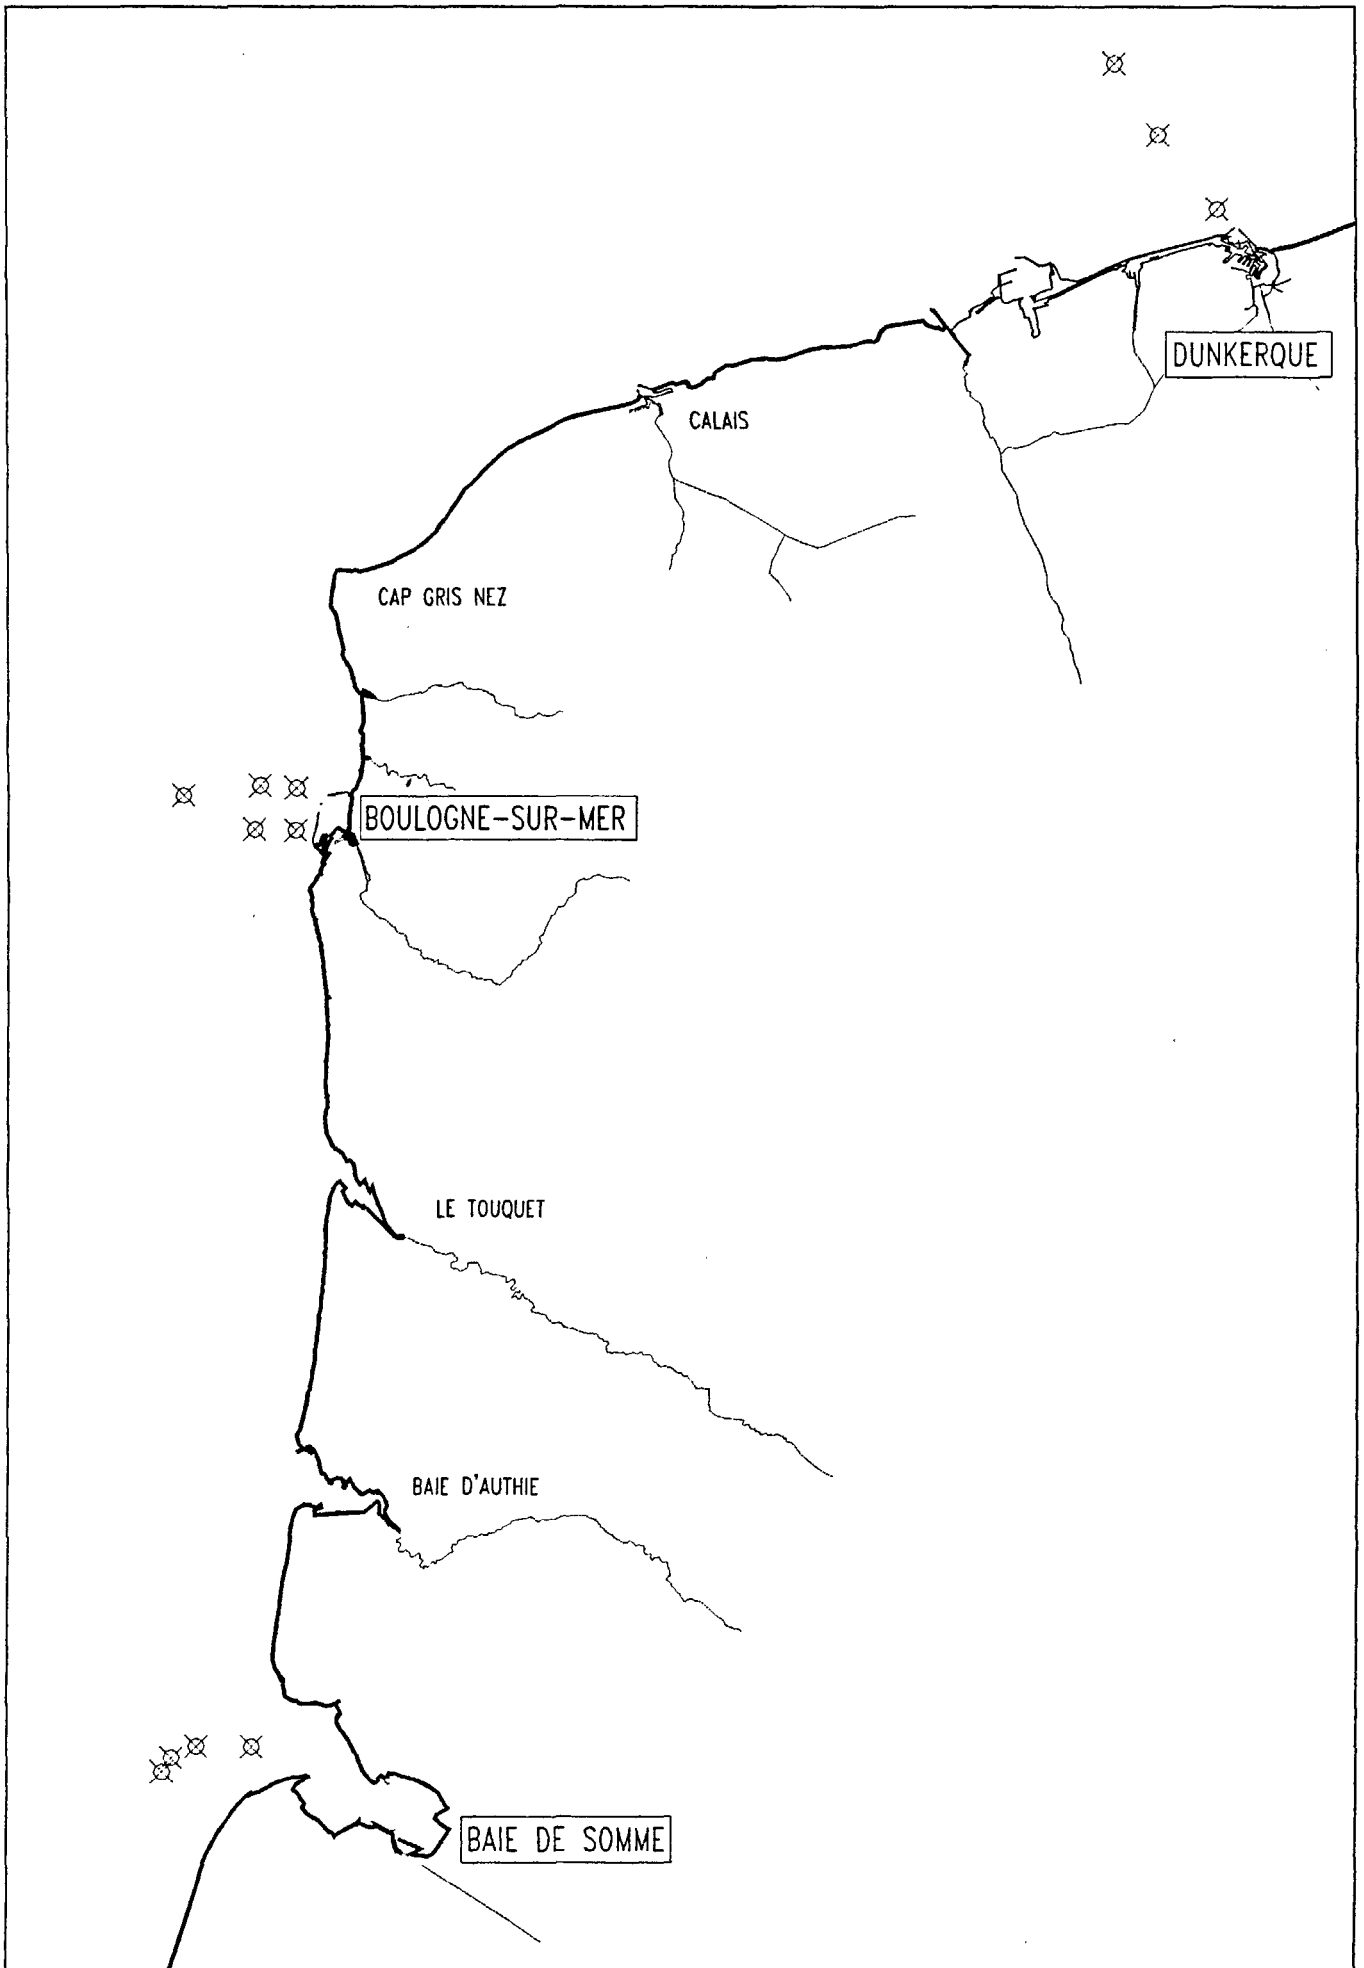 DUNKERQUE
CALAIS
CAP GRIS NEZ
BOULOGNE-SUR-MER
LE TOUQUET
BAIE D'AUTHIE
BAIE DE SOMME